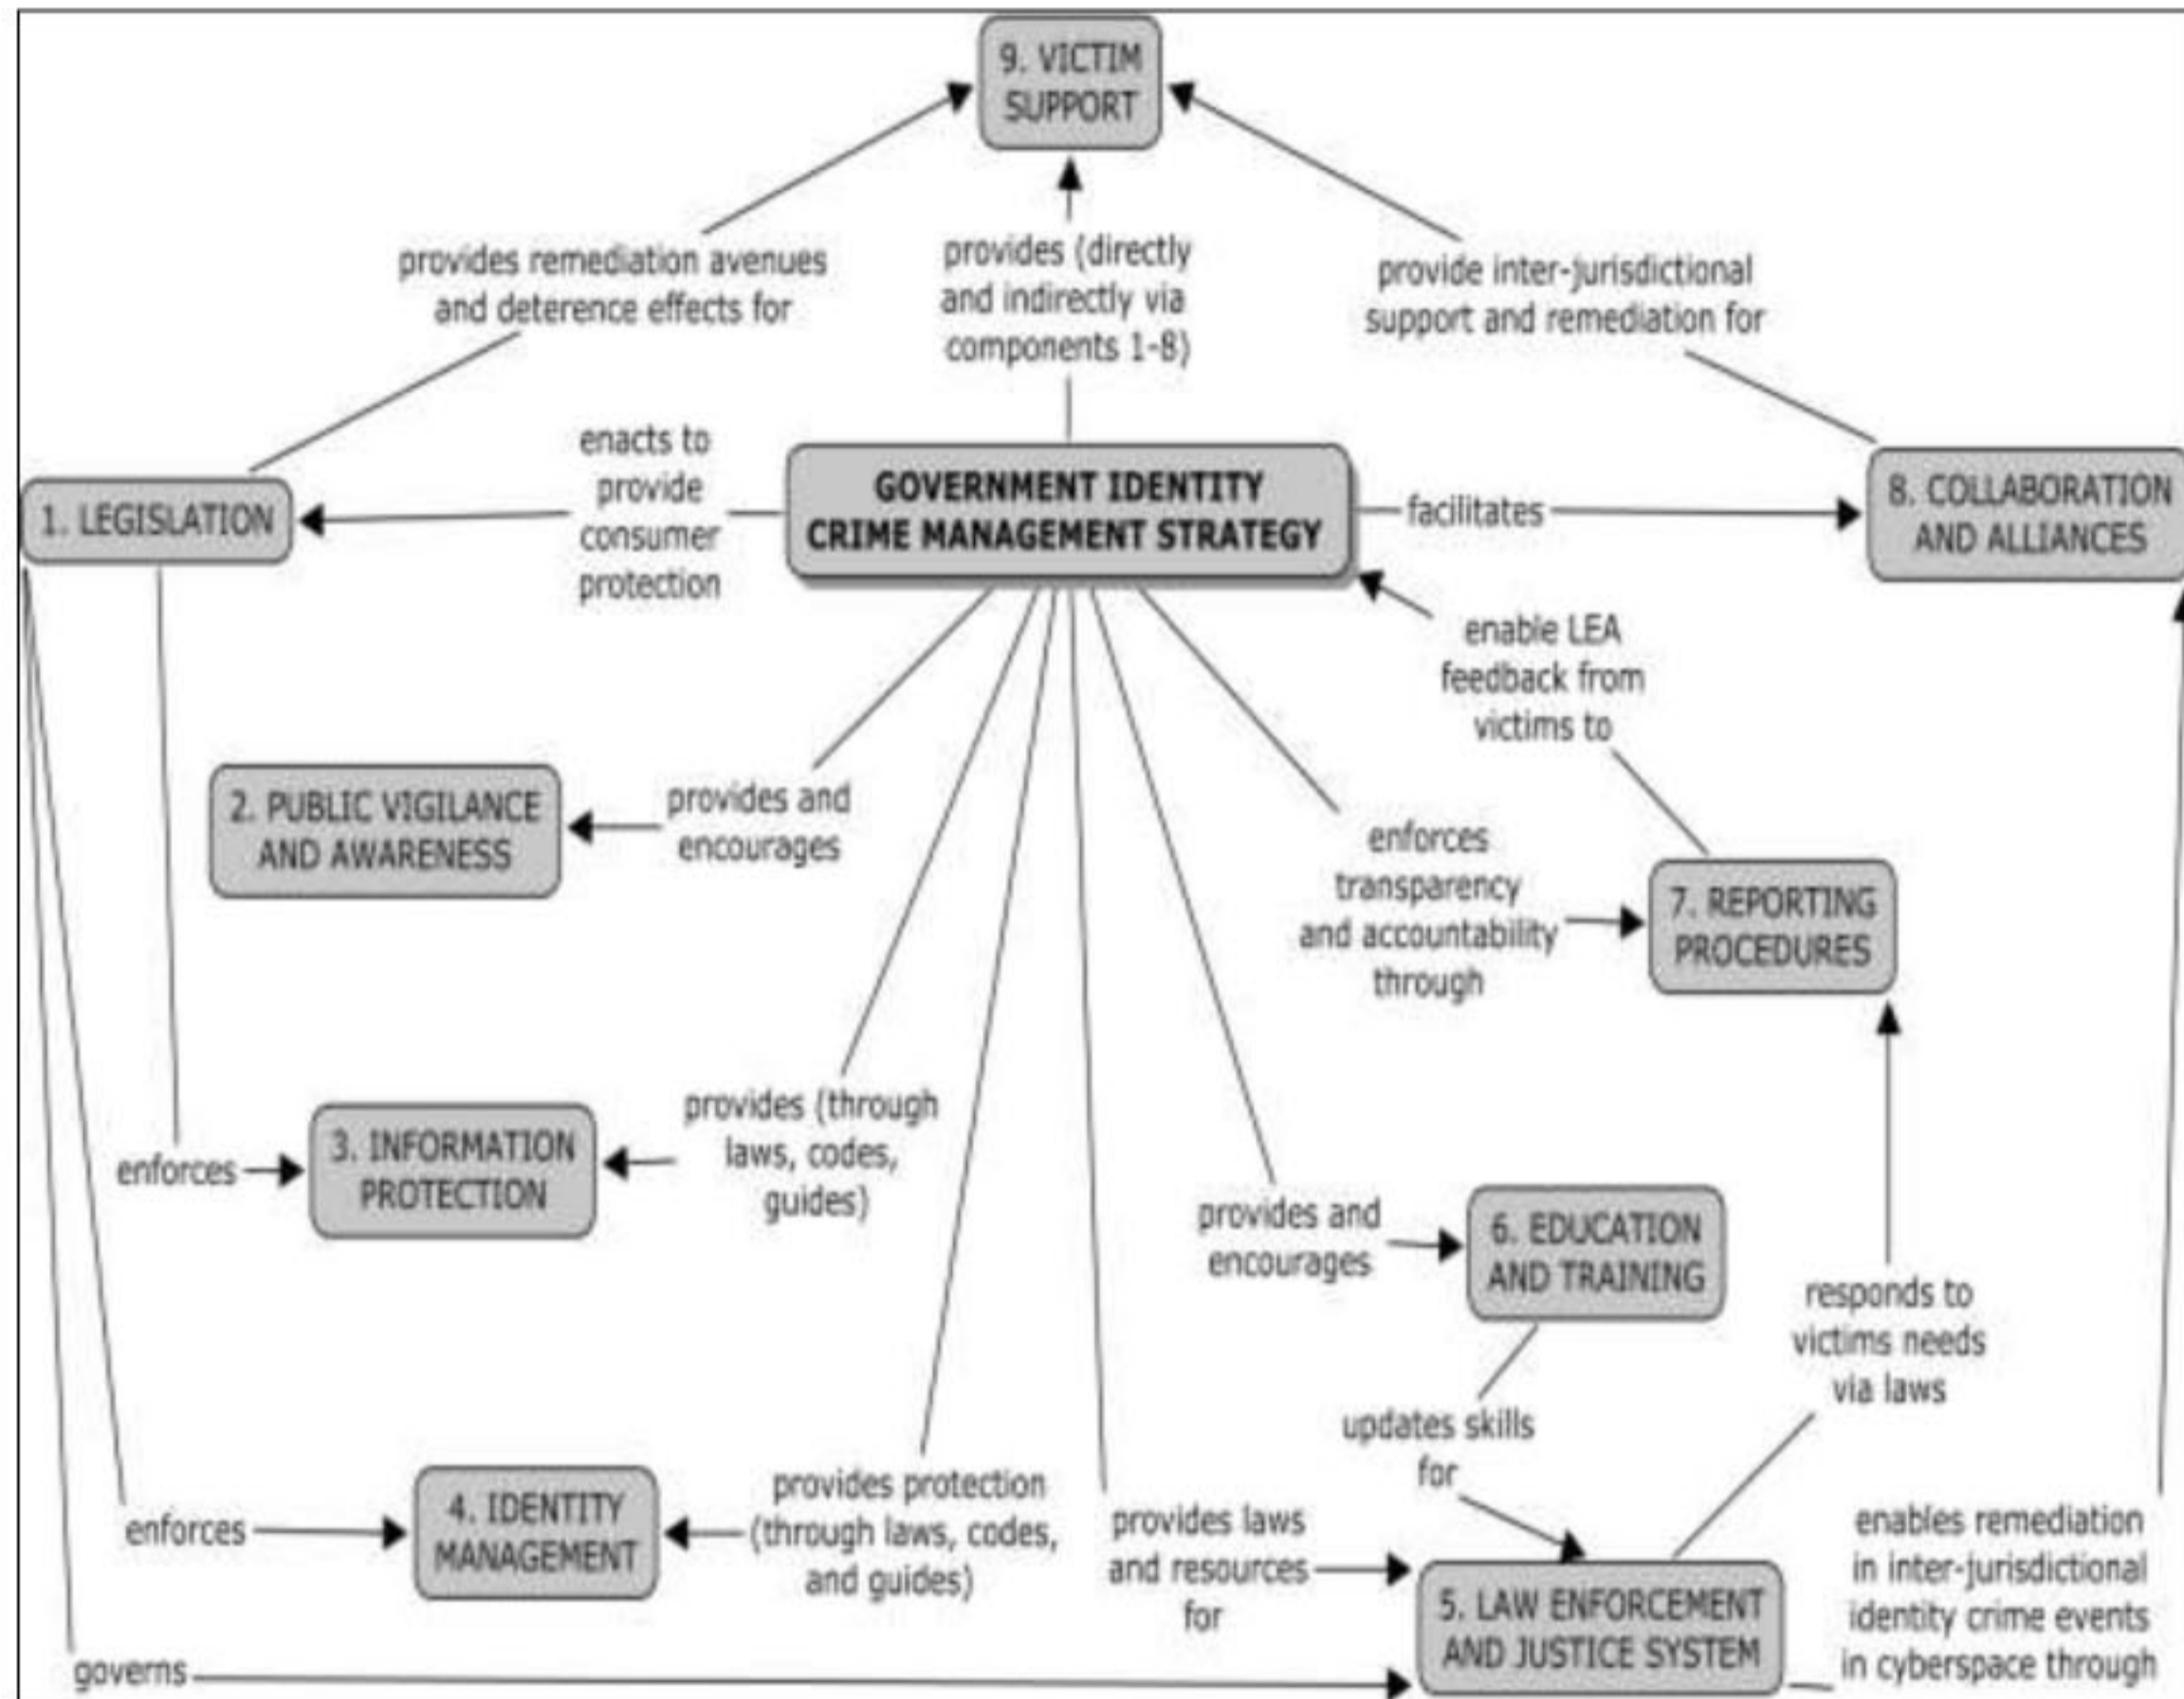 9. VICTIM
SUPPORT
provides remediation avenues
and deterence effects for
provides (directly
and indirectly via
components 1-8)
provide inter-jurisdictional
support and remediation for
enacts to
provide
consumer
protection
GOVERNMENT IDENTITY
CRIME MANAGEMENT STRATEGY
facilitates
8. COLLABORATION
AND ALLIANCES
1. LEGISLATION
enable LEA
feedback from
victims to
2. PUBLIC VIGILANCE
AND AWARENESS
provides and
encourages
enforces
transparency
and accountability
through
7. REPORTING
PROCEDURES
enforces
3. INFORMATION
PROTECTION
provides (through
laws, codes,
guides)
provides and
encourages
6. EDUCATION
AND TRAINING
responds to
victims needs
via laws
updates skills
for
enforces
4. IDENTITY
MANAGEMENT
provides protection
(through laws, codes,
and guides)
provides laws
and resources
for
5. LAW ENFORCEMENT
AND JUSTICE SYSTEM
enables remediation
in inter-jurisdictional
identity crime events
in cyberspace through
governs